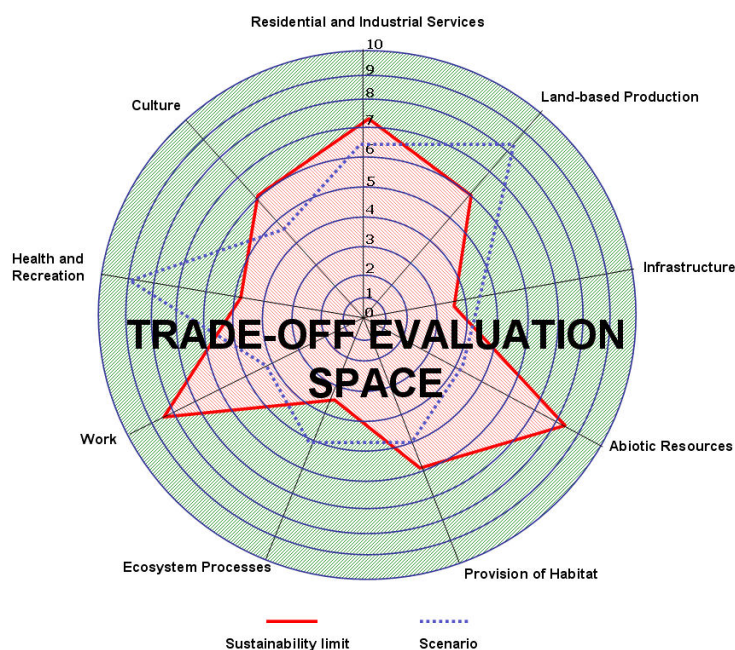 Residential and Industrial Services
10
9
8
7
6
5
4
3
2
1
0
Land-based Production
Culture
Health and
Recreation
Infrastructure
TRADE-OFF EVALUATION
SPACE
Work
Abiotic Resources
Ecosystem Processes
Provision of Habitat
Sustainability limit
Scenario